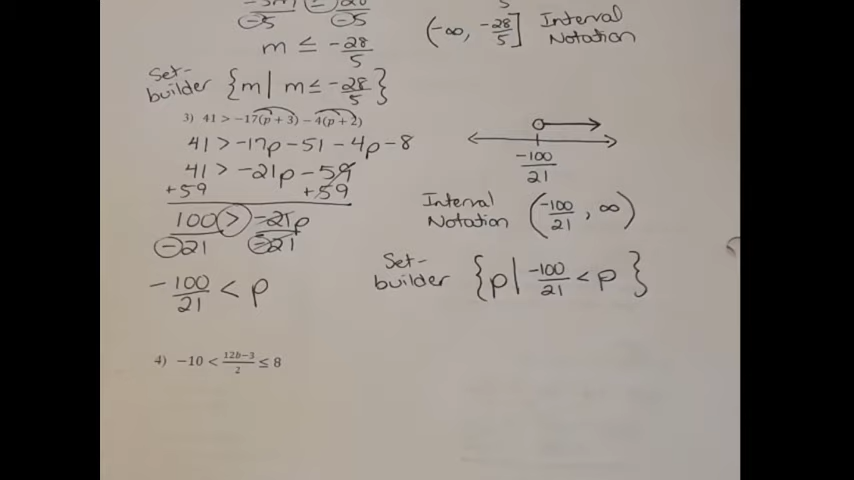 -5 -5
m ≤ -28/5
(-∞, -28/5] Interval Notation
Set-builder {m| m ≤ -28/5}
3) 41 > -17(p + 3) - 4(p + 2)
41 > -17p - 51 - 4p - 8
41 > -21p - 59
+59 +59
100 > -21p
-21 -21
-100/21 < p
-100/21
Interval Notation (-100/21, ∞)
Set-builder {p| -100/21 < p}
4) -10 < 12b-3/2 ≤ 8